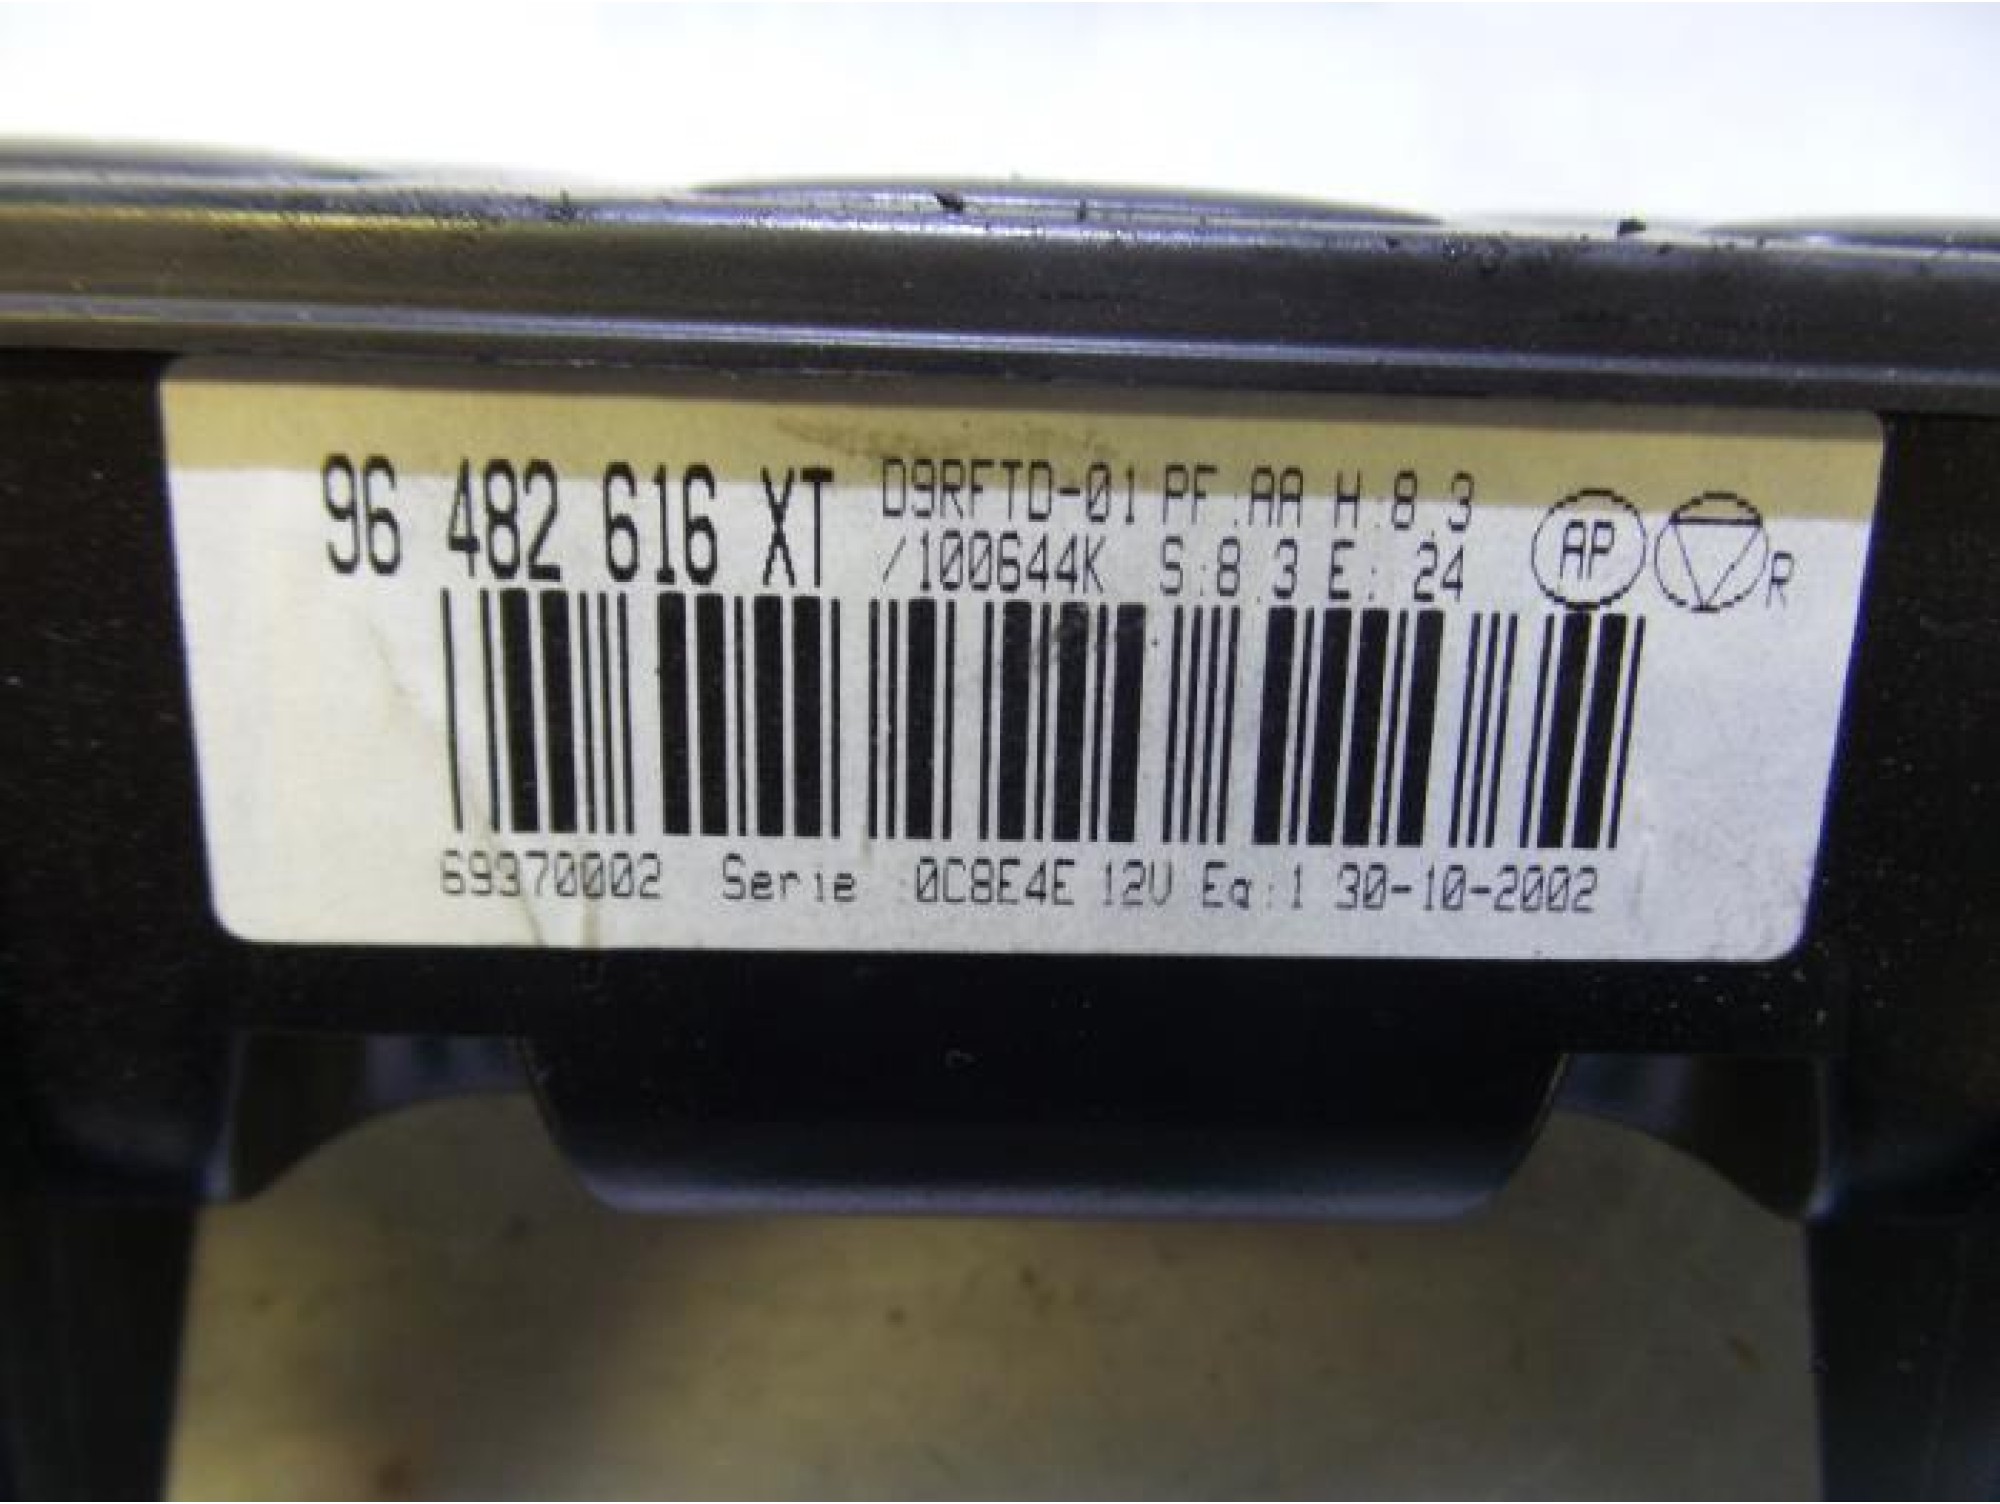 96 482 616 XT D9RFTD-01 PF:AA H:8.3
/100644K S:8.3 E: 24
AP R
69370002 Serie :0C8E4E 12V Eq:1 30-10-2002